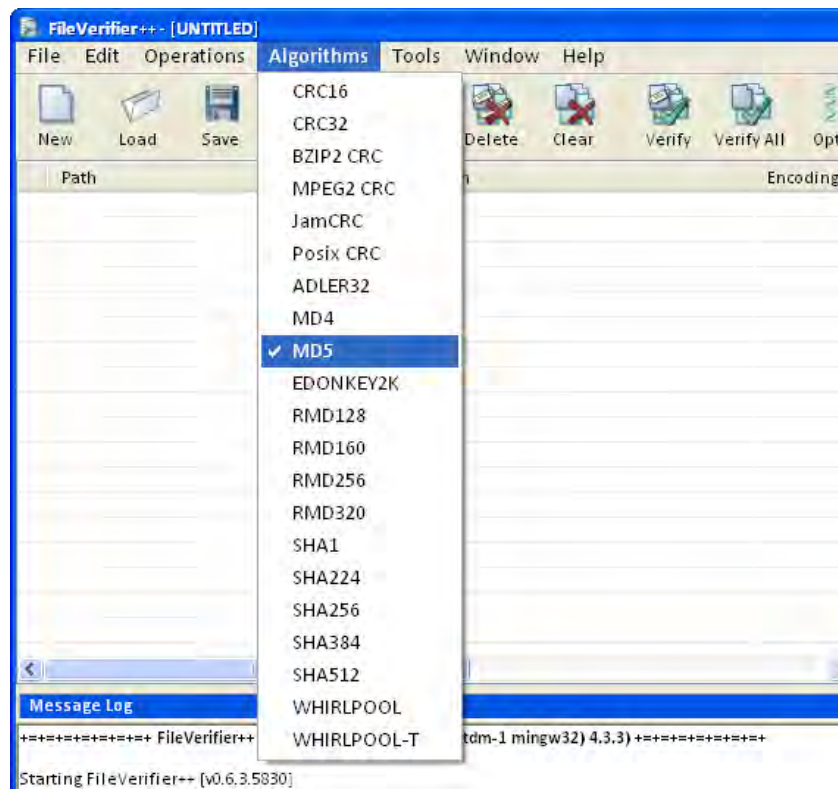 FileVerifier++ - [UNTITLED]
File Edit Operations Algorithms Tools Window Help
New Load Save Delete Clear Verify Verify All
Path Encoding
CRC16
CRC32
BZIP2 CRC
MPEG2 CRC
JamCRC
Posix CRC
ADLER32
MD4
MD5
EDONKEY2K
RMD128
RMD160
RMD256
RMD320
SHA1
SHA224
SHA256
SHA384
SHA512
WHIRLPOOL
WHIRLPOOL-T
Message Log
+=+=+=+=+=+=+ FileVerifier++ tdm-1 mingw32) 4.3.3) +=+=+=+=+=+=+
Starting FileVerifier++ [v0.6.3.5830]